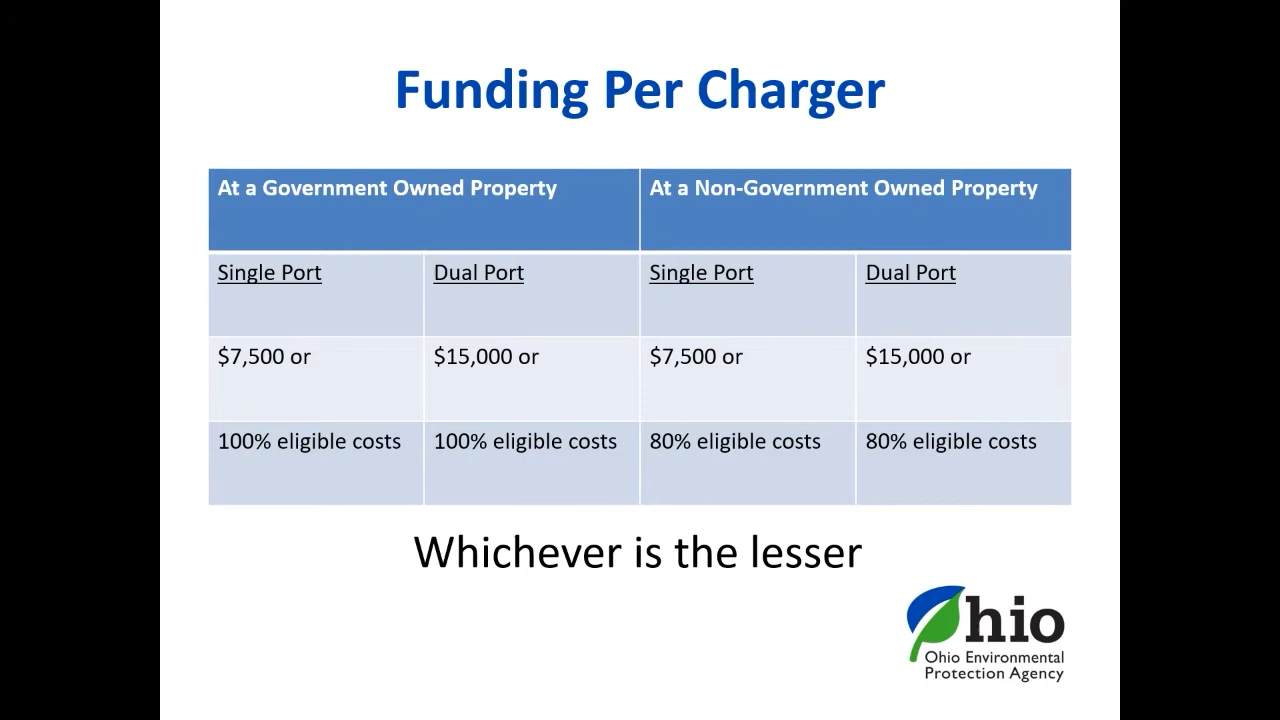 Funding Per Charger
At a Government Owned Property
At a Non-Government Owned Property
Single Port
Dual Port
Single Port
Dual Port
$7,500 or
$15,000 or
$7,500 or
$15,000 or
100% eligible costs
100% eligible costs
80% eligible costs
80% eligible costs
Whichever is the lesser
Ohio
Ohio Environmental
Protection Agency